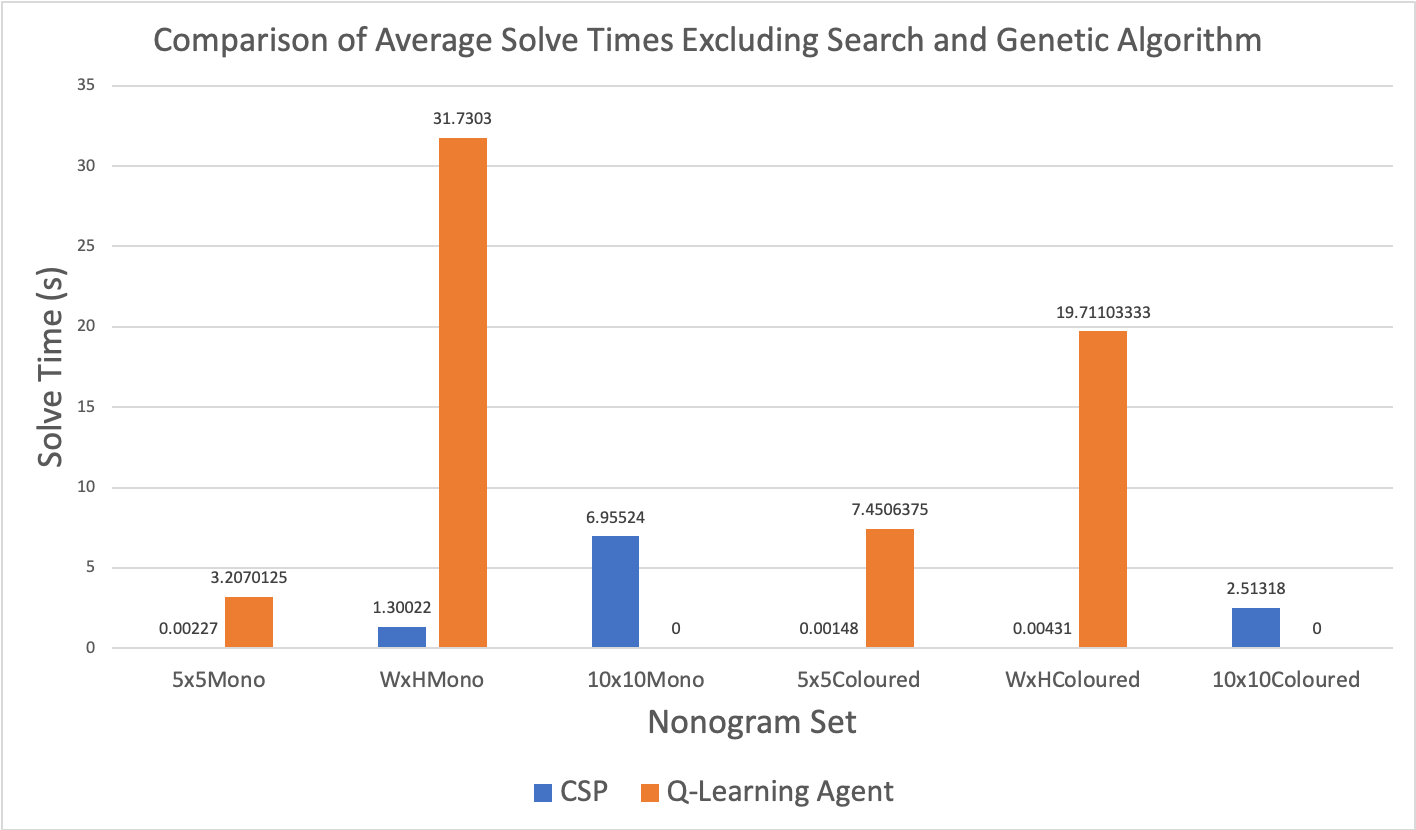 Comparison of Average Solve Times Excluding Search and Genetic Algorithm
35
30
25
20
15
10
5
0
Solve Time (s)
0.00227
3.2070125
1.30022
31.7303
6.95524
0
0.00148
7.4506375
0.00431
19.71103333
2.51318
0
5x5Mono
WxHMono
10x10Mono
5x5Coloured
WxHColoured
10x10Coloured
Nonogram Set
CSP
Q-Learning Agent